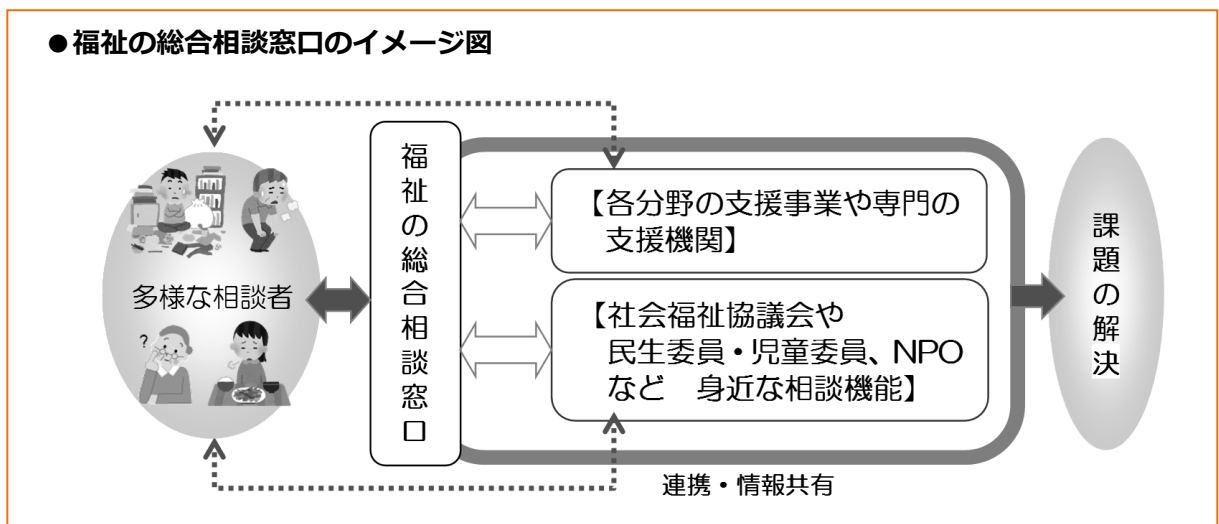 ●福祉の総合相談窓口のイメージ図
多様な相談者
?
福祉の総合相談窓口
【各分野の支援事業や専門の
支援機関】
【社会福祉協議会や
民生委員・児童委員、NPO
など　身近な相談機能】
連携・情報共有
課題の解決